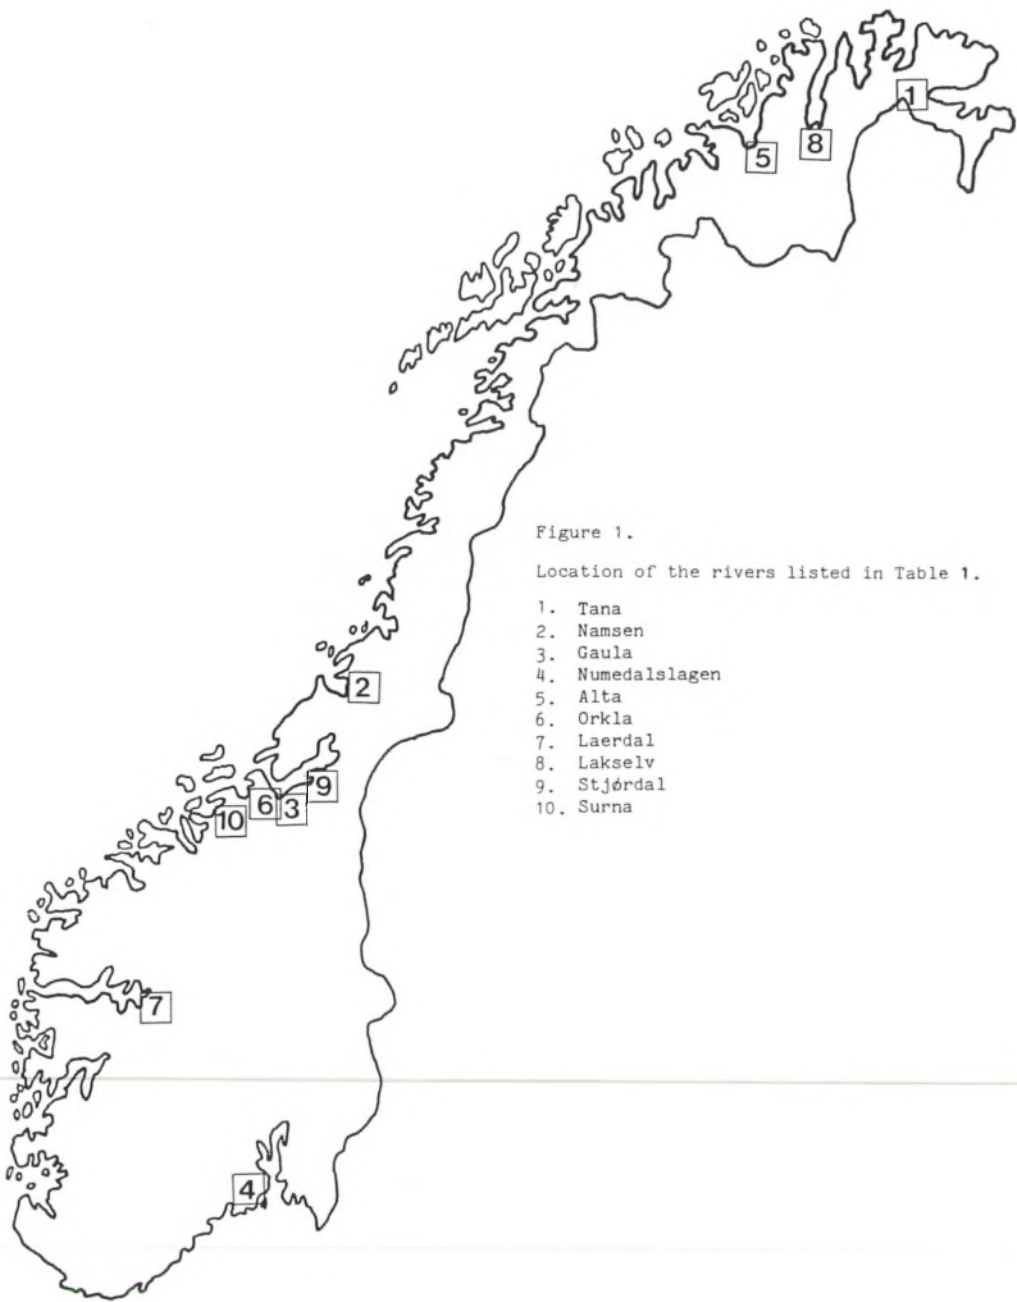 1
8
5
Figure 1.
Location of the rivers listed in Table 1.
1. Tana
2. Namsen
3. Gaula
4. Numedalslagen
5. Alta
6. Orkla
7. Laerdal
8. Lakselv
9. Stjørdal
10. Surna
2
9
6
3
10
7
4